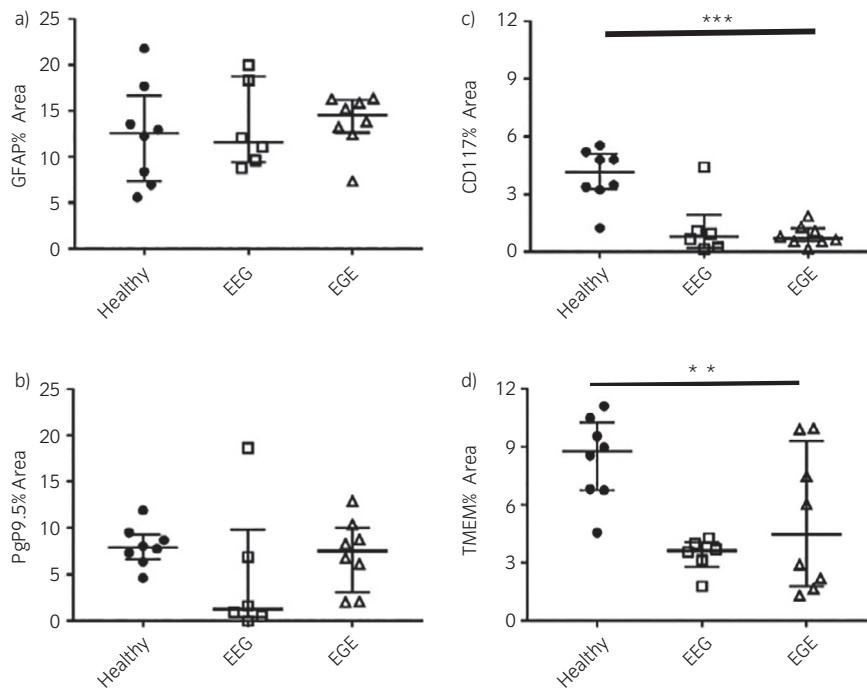 a)
25
20
15
10
5
0
GFAP% Area
Healthy
EEG
EGE
c)
12
9
6
3
0
CD117% Area
***
Healthy
EEG
EGE
b)
25
20
15
10
5
0
PgP9.5% Area
Healthy
EEG
EGE
d)
12
9
6
3
0
TMEM% Area
* *
Healthy
EEG
EGE